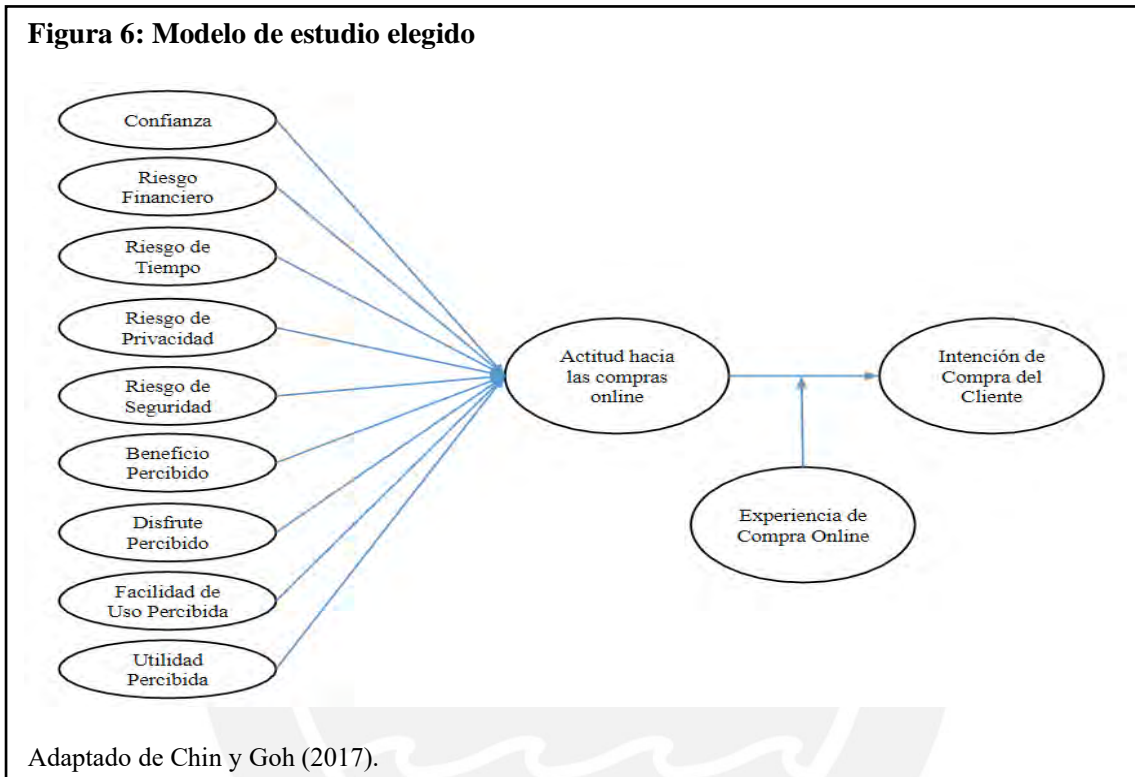 Figura 6: Modelo de estudio elegido
Confianza
Riesgo
Financiero
Riesgo de
Tiempo
Riesgo de
Privacidad
Riesgo de
Seguridad
Beneficio
Percibido
Disfrute
Percibido
Facilidad de
Uso Percibida
Utilidad
Percibida
Actitud hacia
las compras
online
Intención de
Compra del
Cliente
Experiencia de
Compra Online
Adaptado de Chin y Goh (2017).